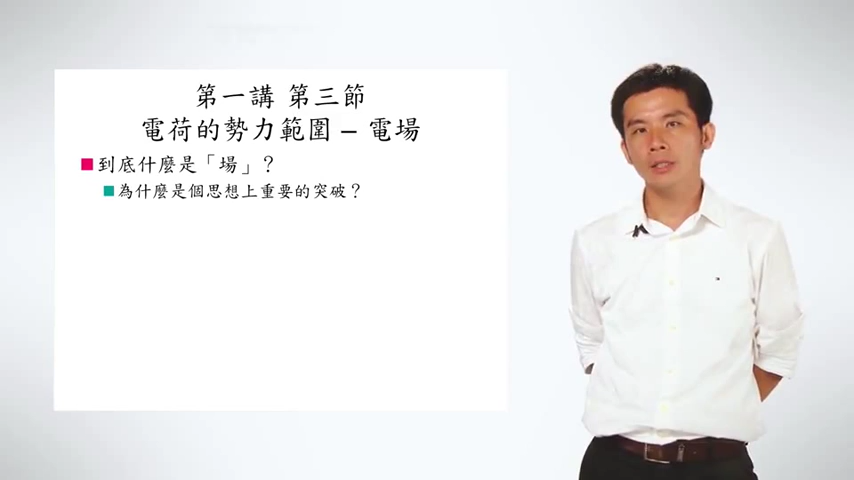 第一講 第三節
電荷的勢力範圍 – 電場
到底什麼是「場」？
為什麼是個思想上重要的突破？